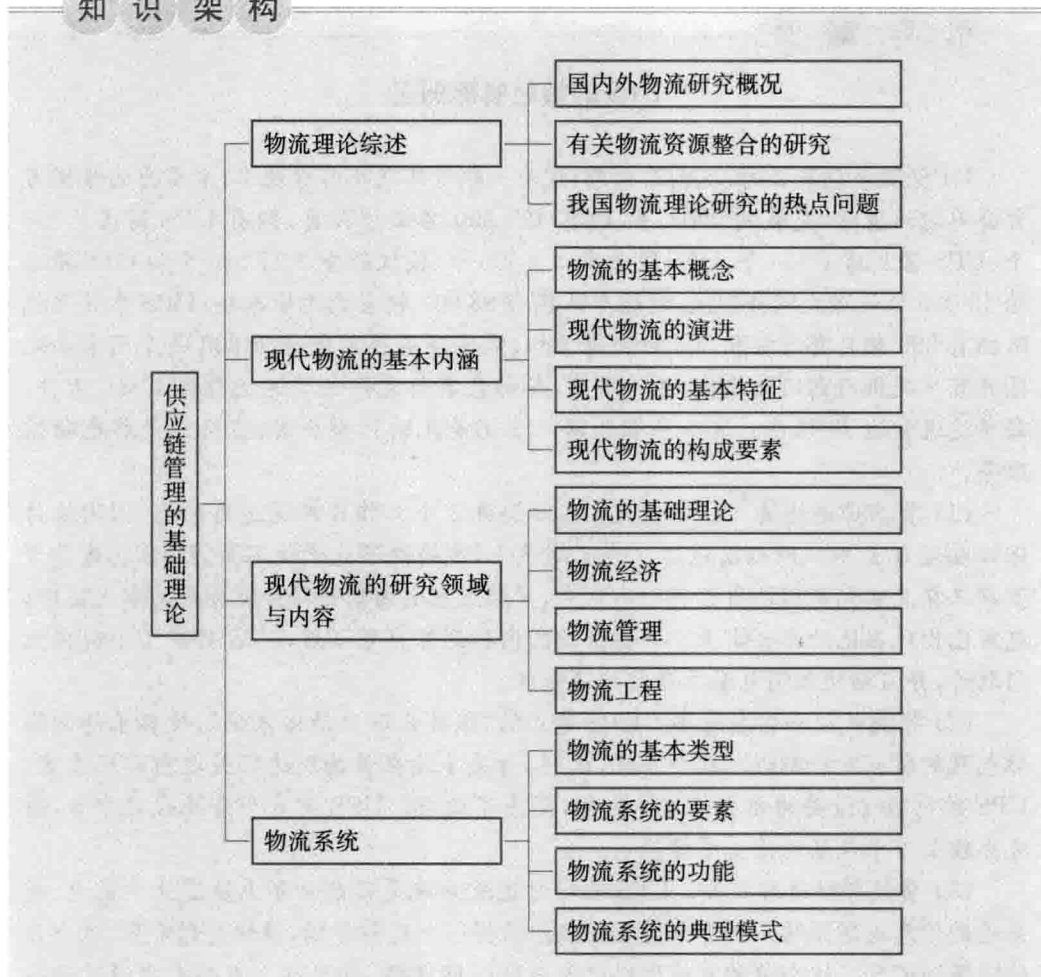 知识架构
供应链管理的基础理论
物流理论综述
国内外物流研究概况
有关物流资源整合的研究
我国物流理论研究的热点问题
现代物流的基本内涵
物流的基本概念
现代物流的演进
现代物流的基本特征
现代物流的构成要素
现代物流的研究领域
与内容
物流的基础理论
物流经济
物流管理
物流工程
物流系统
物流的基本类型
物流系统的要素
物流系统的功能
物流系统的典型模式